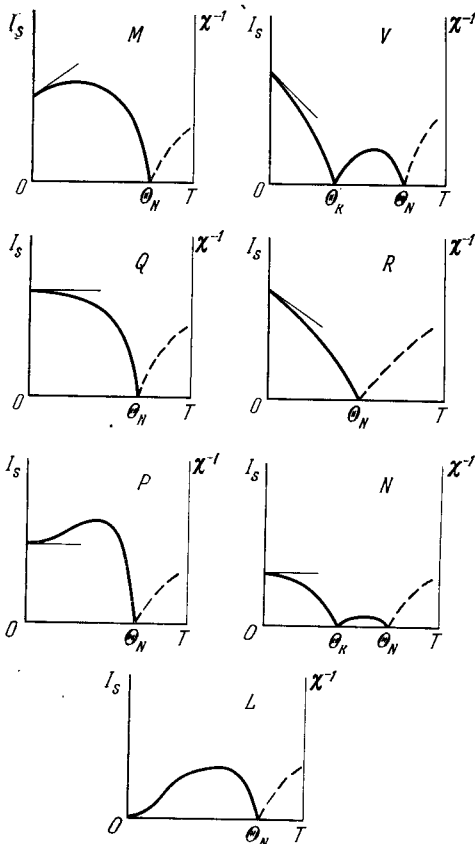 I_s M χ⁻¹
0 Θ_N T
I_s V χ⁻¹
0 Θ_K Θ_N T
I_s Q χ⁻¹
0 Θ_N T
I_s R χ⁻¹
0 Θ_N T
I_s P χ⁻¹
0 Θ_N T
I_s N χ⁻¹
0 Θ_K Θ_N T
I_s L χ⁻¹
0 Θ_N T